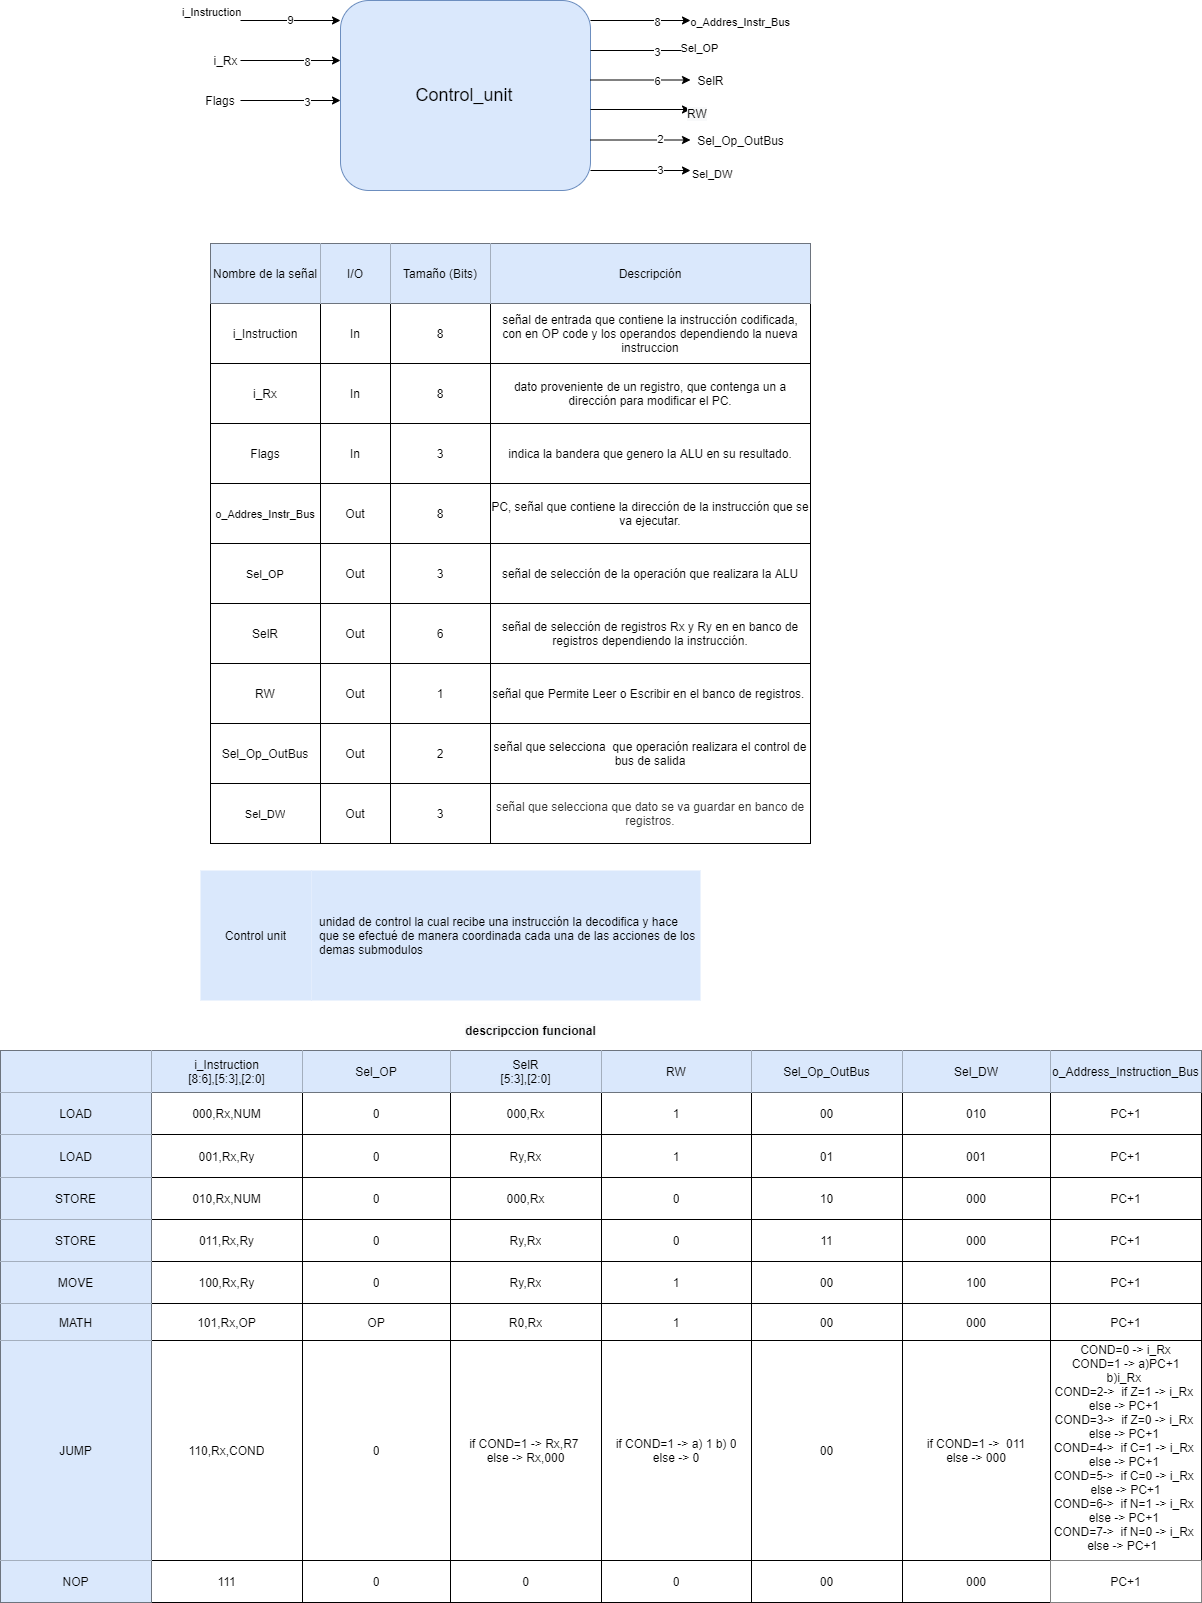 i_Instruction
9
8
o_Addres_Instr_Bus
3
Sel_OP
i_Rx
8
6
SelR
Control_unit
Flags
3
RW
2
Sel_Op_OutBus
3
Sel_DW
Nombre de la señal I/O Tamaño (Bits) Descripción
i_Instruction In 8
señal de entrada que contiene la instrucción codificada,
con en OP code y los operandos dependiendo la nueva
instruccion
i_Rx In 8
dato proveniente de un registro, que contenga un a
dirección para modificar el PC.
Flags In 3 indica la bandera que genero la ALU en su resultado.
o_Addres_Instr_Bus Out 8
PC, señal que contiene la dirección de la instrucción que se
va ejecutar.
Sel_OP Out 3 señal de selección de la operación que realizara la ALU
SelR Out 6
señal de selección de registros Rx y Ry en en banco de
registros dependiendo la instrucción.
RW Out 1 señal que Permite Leer o Escribir en el banco de registros.
Sel_Op_OutBus Out 2
señal que selecciona  que operación realizara el control de
bus de salida
Sel_DW Out 3
señal que selecciona que dato se va guardar en banco de
registros.
Control unit
unidad de control la cual recibe una instrucción la decodifica y hace
que se efectué de manera coordinada cada una de las acciones de los
demas submodulos
descripccion funcional
i_Instruction
[8:6],[5:3],[2:0]
Sel_OP
SelR
[5:3],[2:0]
RW Sel_Op_OutBus Sel_DW o_Address_Instruction_Bus
LOAD 000,Rx,NUM 0 000,Rx 1 00 010 PC+1
LOAD 001,Rx,Ry 0 Ry,Rx 1 01 001 PC+1
STORE 010,Rx,NUM 0 000,Rx 0 10 000 PC+1
STORE 011,Rx,Ry 0 Ry,Rx 0 11 000 PC+1
MOVE 100,Rx,Ry 0 Ry,Rx 1 00 100 PC+1
MATH 101,Rx,OP OP R0,Rx 1 00 000 PC+1
JUMP 110,Rx,COND 0
if COND=1 -> Rx,R7
else -> Rx,000
if COND=1 -> a) 1 b) 0
else -> 0
00
if COND=1 ->  011
else -> 000
COND=0 -> i_Rx
COND=1 -> a)PC+1
b)i_Rx
COND=2->  if Z=1 -> i_Rx
else -> PC+1
COND=3->  if Z=0 -> i_Rx
else -> PC+1
COND=4->  if C=1 -> i_Rx
else -> PC+1
COND=5->  if C=0 -> i_Rx
else -> PC+1
COND=6->  if N=1 -> i_Rx
else -> PC+1
COND=7->  if N=0 -> i_Rx
else -> PC+1
NOP 111 0 0 0 00 000 PC+1